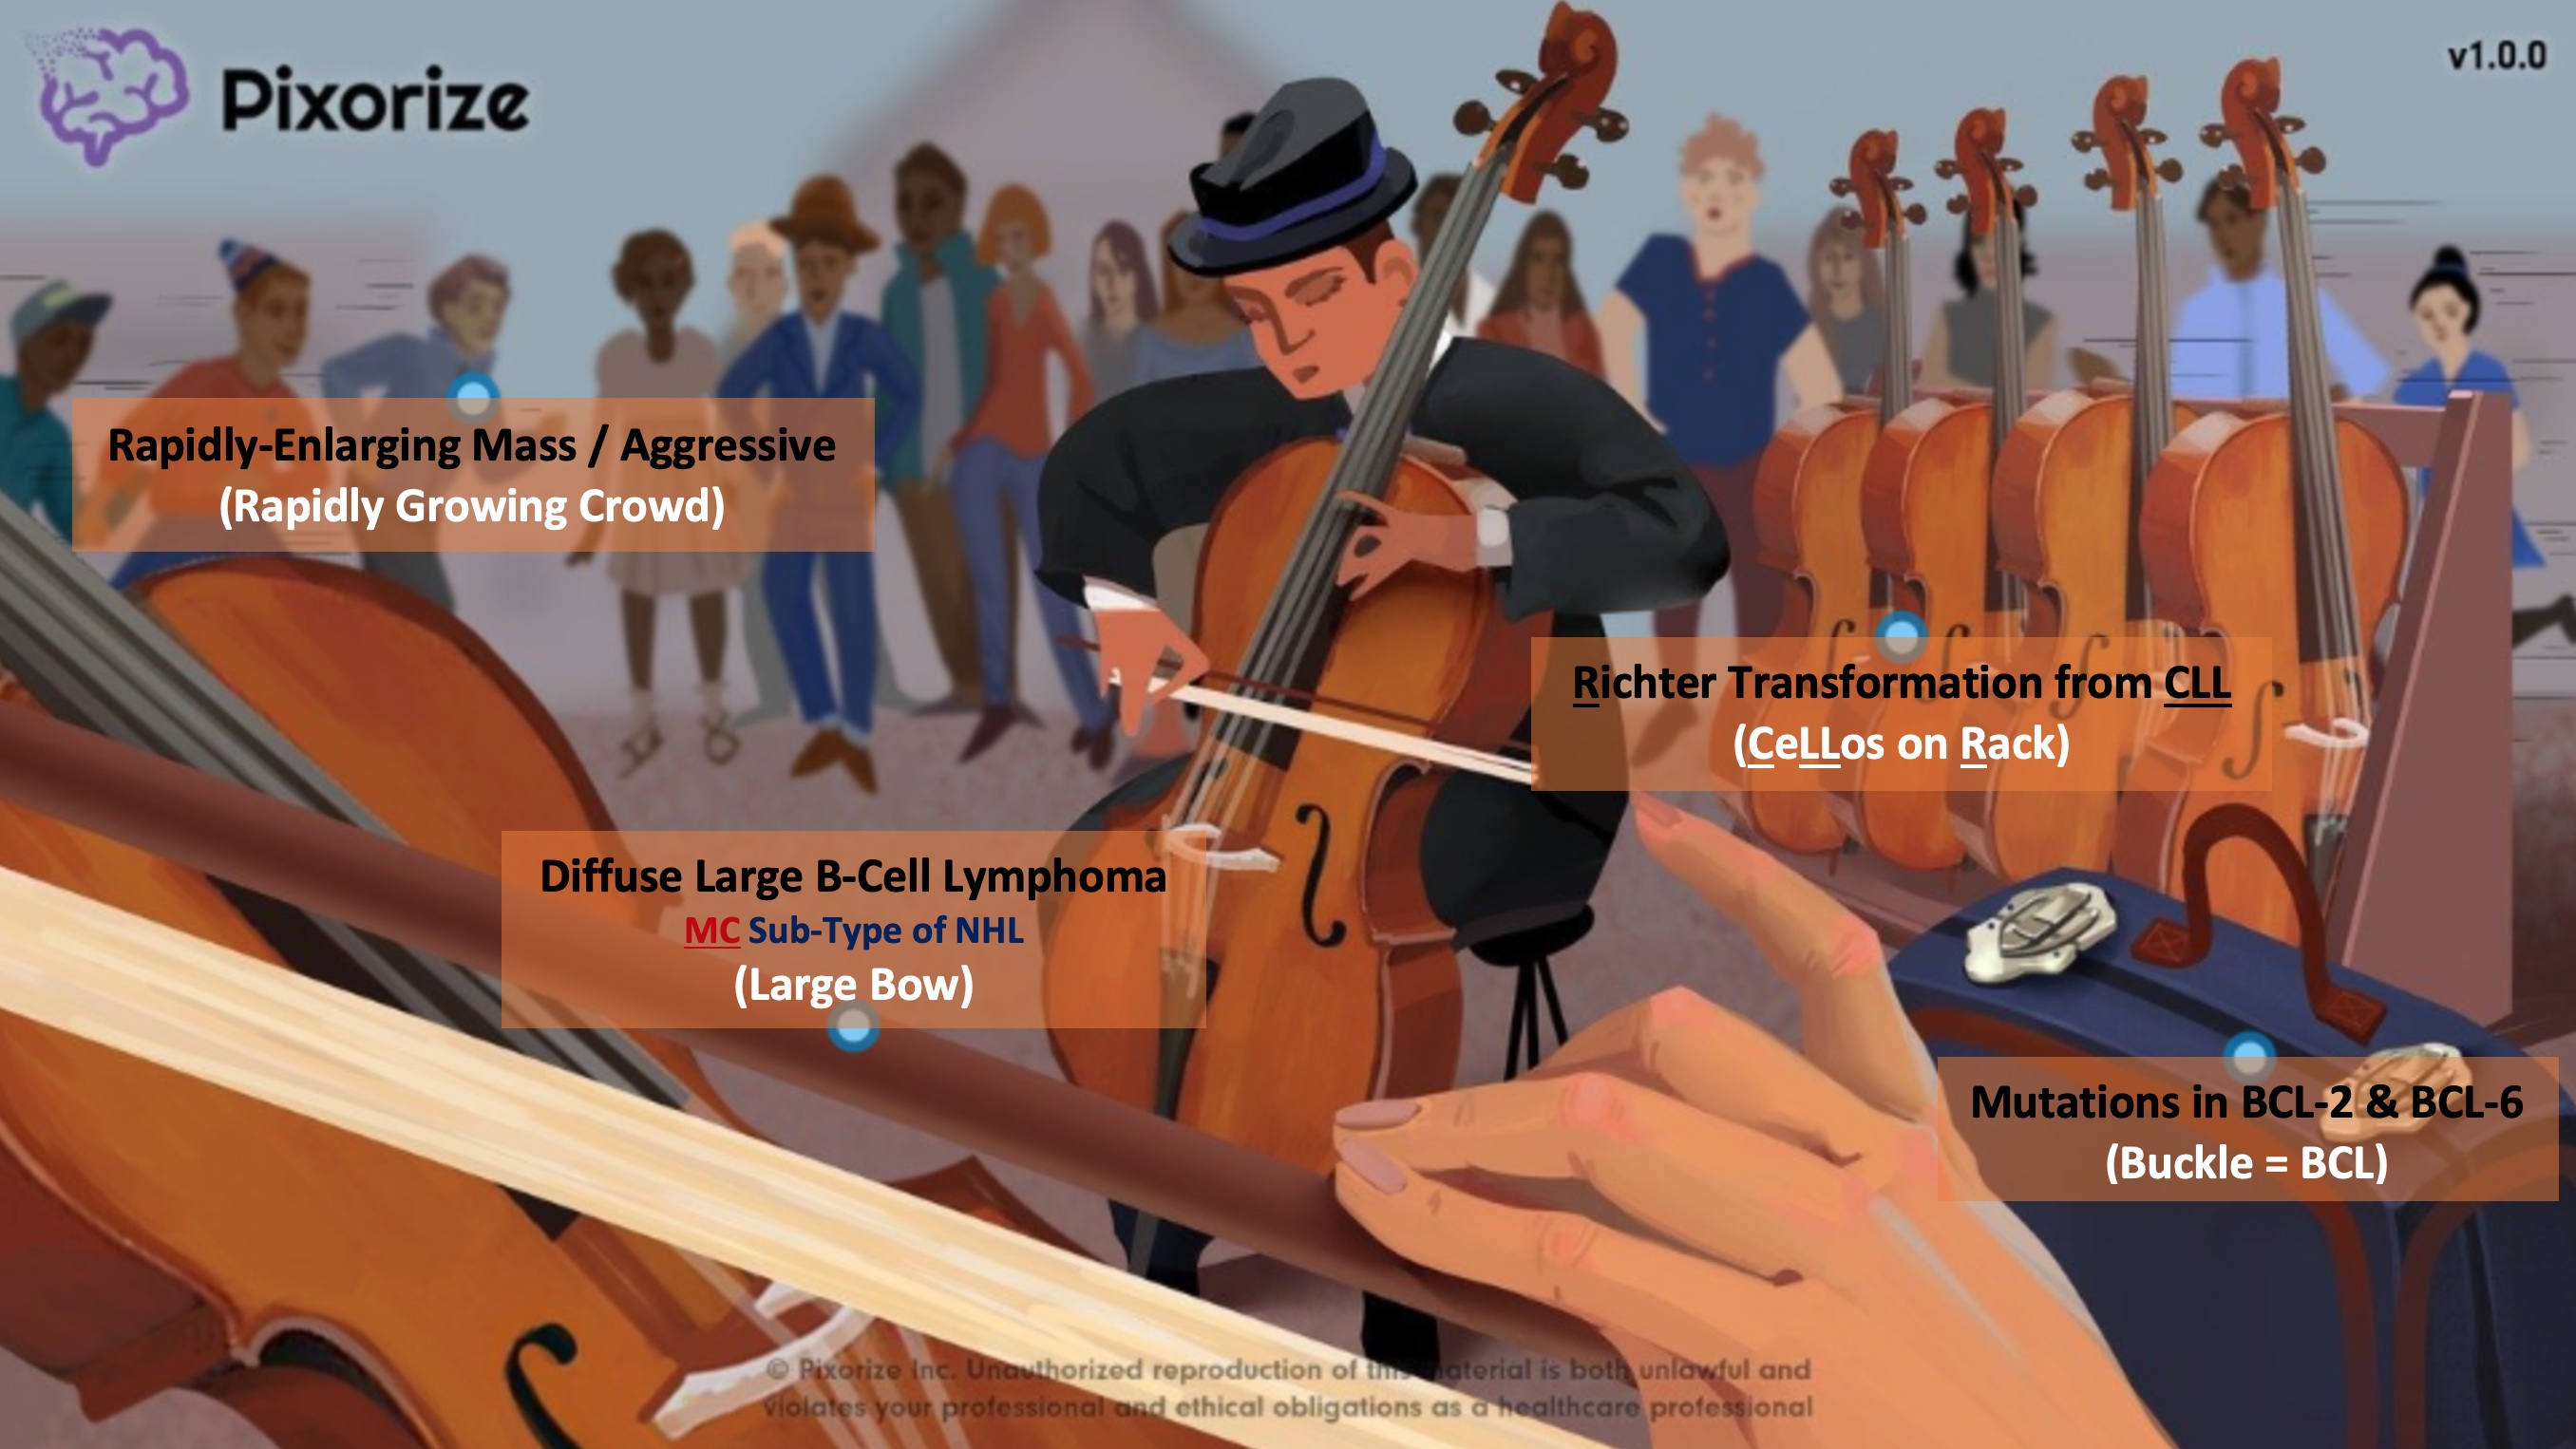 Pixorize
v1.0.0
Rapidly-Enlarging Mass / Aggressive
(Rapidly Growing Crowd)
Richter Transformation from CLL
(CeLLos on Rack)
Diffuse Large B-Cell Lymphoma
MC Sub-Type of NHL
(Large Bow)
Mutations in BCL-2 & BCL-6
(Buckle = BCL)
© Pixorize Inc. Unauthorized reproduction of this material is both unlawful and
violates your professional and ethical obligations as a healthcare professional